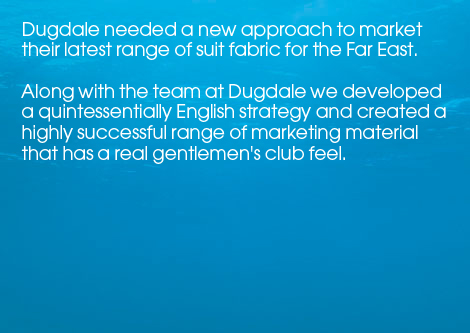 Dugdale needed a new approach to market
their latest range of suit fabric for the Far East.
Along with the team at Dugdale we developed
a quintessentially English strategy and created a
highly successful range of marketing material
that has a real gentlemen's club feel.